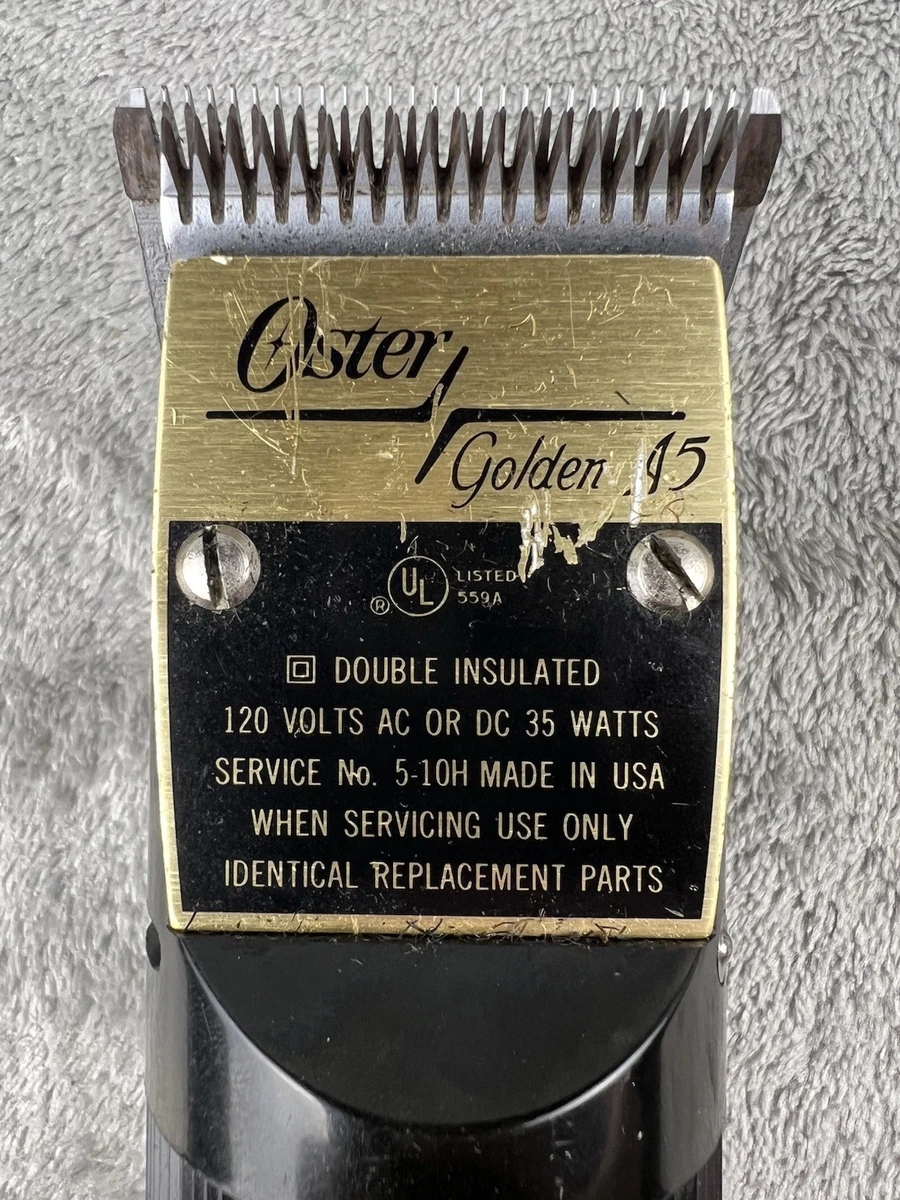 Oster
Golden A5
UL LISTED
® 559A
DOUBLE INSULATED
120 VOLTS AC OR DC 35 WATTS
SERVICE No. 5-10H MADE IN USA
WHEN SERVICING USE ONLY
IDENTICAL REPLACEMENT PARTS